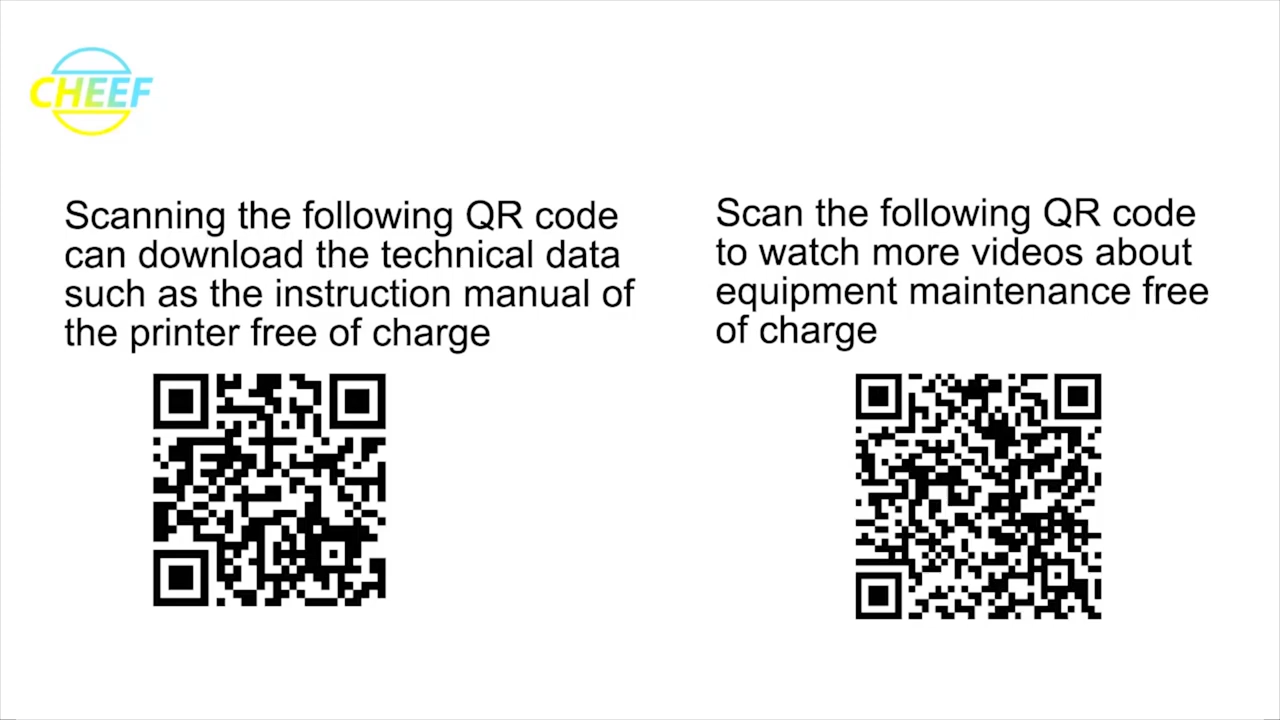 CHEEF
Scanning the following QR code
can download the technical data
such as the instruction manual of
the printer free of charge
Scan the following QR code
to watch more videos about
equipment maintenance free
of charge